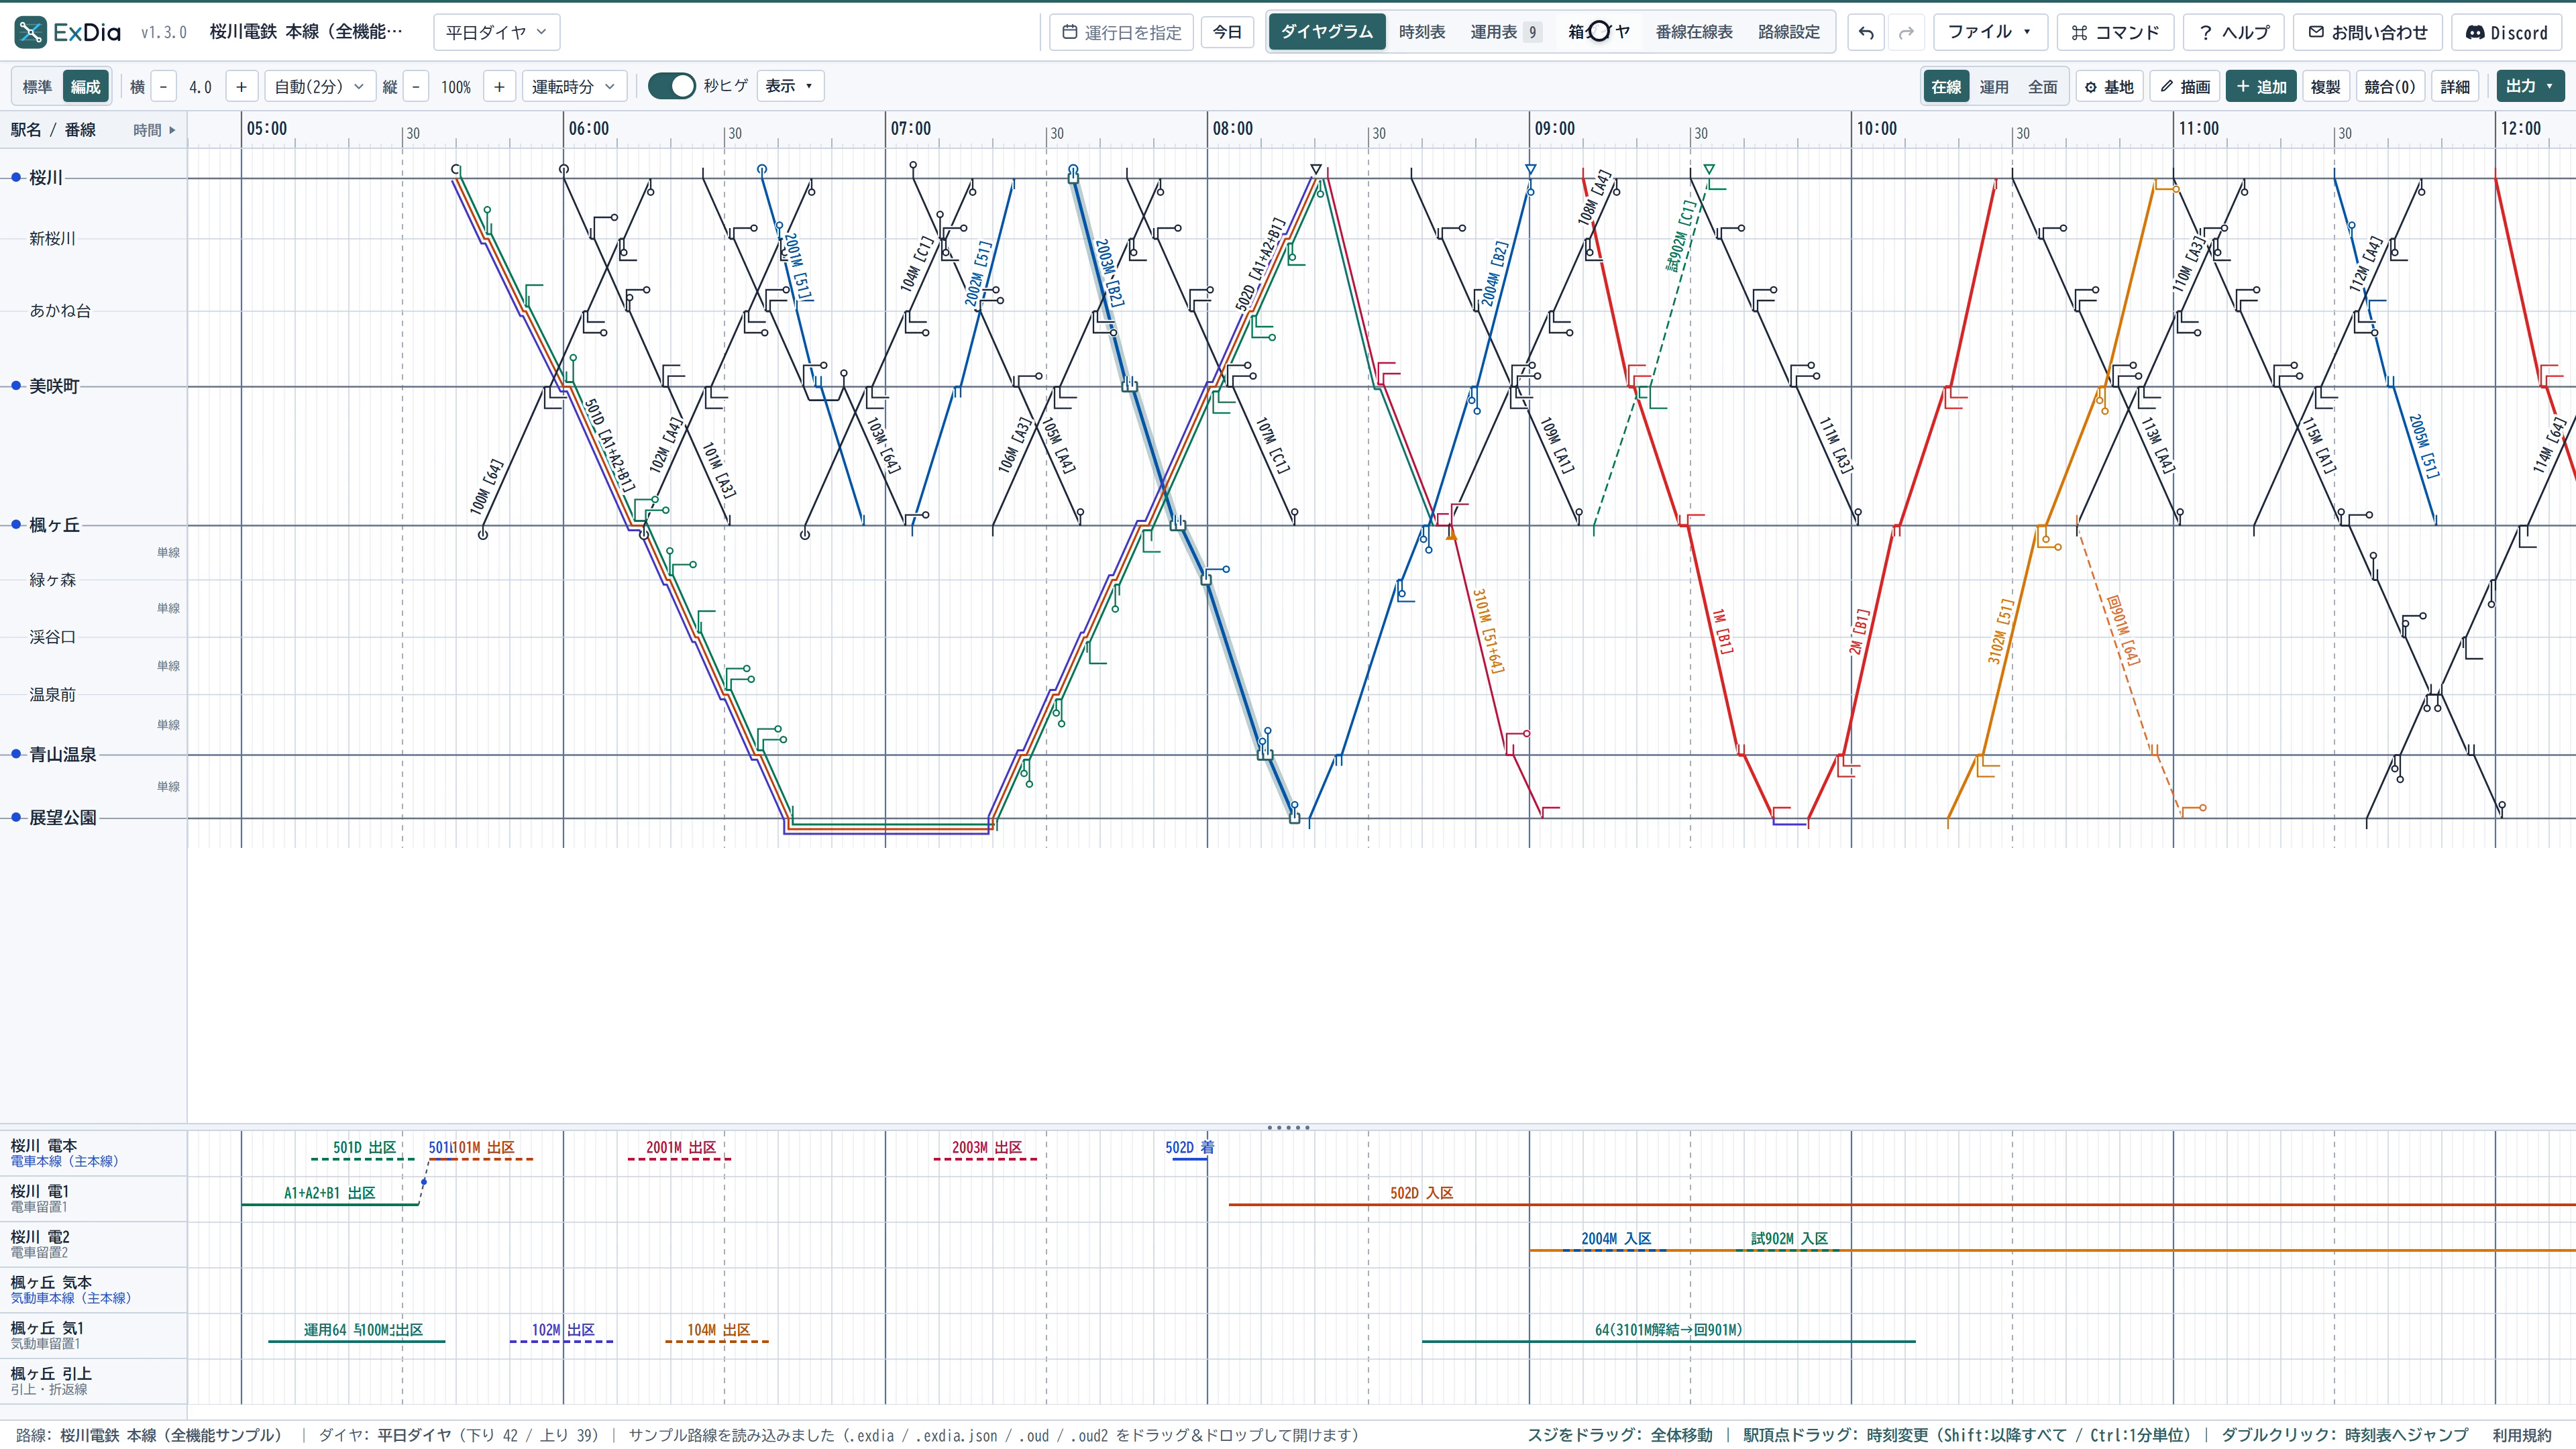 ExDia v1.3.0 桜川電鉄 本線（全機能… 平日ダイヤ 運行日を指定 今日 ダイヤグラム 時刻表 運用表 9 番線在線表 路線設定 ファイル コマンド ? ヘルプ お問い合わせ Discord
標準 編成 横 - 4.0 + 自動(2分) 縦 - 100% + 運転時分 秒ヒゲ 表示 在線 運用 全面 基地 描画 + 追加 複製 競合(0) 詳細 出力
駅名 / 番線 時間 05:00 30 06:00 30 07:00 30 08:00 30 09:00 30 10:00 30 11:00 30 12:00
桜川
新桜川
あかね台
美咲町
楓ヶ丘
単線
緑ヶ森
単線
渓谷口
単線
温泉前
単線
青山温泉
単線
展望公園
100M [64]
501D [A1+A2+B1]
102M [A4]
101M [A3]
2001M [51]
103M [64]
104M [C1]
2002M [51]
106M [A3]
105M [A4]
2003M [B2]
502D [A1+A2+B1]
107M [C1]
3101M [51+64]
2004M [B2]
109M [A1]
108M [A4]
試902M [C1]
1M [B1]
111M [A3]
2M [B1]
3102M [51]
回901M [64]
113M [A4]
110M [A3]
115M [A1]
112M [A4]
2005M [51]
114M [64]
桜川 電本
電車本線（主本線）
501D 出区
101M 出区
2001M 出区
2003M 出区
502D 着
桜川 電1
電車留置1
A1+A2+B1 出区
502D 入区
桜川 電2
電車留置2
2004M 入区
試902M 入区
楓ヶ丘 気本
気動車本線（主本線）
楓ヶ丘 気1
気動車留置1
運用64
100M
出区
102M 出区
104M 出区
64(3101M解結→回901M)
楓ヶ丘 引上
引上・折返線
路線: 桜川電鉄 本線（全機能サンプル） | ダイヤ: 平日ダイヤ（下り 42 / 上り 39） | サンプル路線を読み込みました（.exdia / .exdia.json / .oud / .oud2 をドラッグ＆ドロップして開けます） スジをドラッグ: 全体移動 | 駅頂点ドラッグ: 時刻変更（Shift:以降すべて / Ctrl:1分単位） | ダブルクリック: 時刻表へジャンプ 利用規約